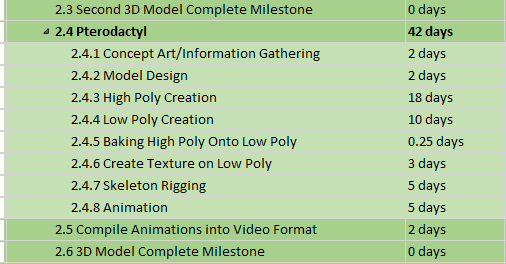 2.3 Second 3D Model Complete Milestone 0 days
2.4 Pterodactyl 42 days
2.4.1 Concept Art/Information Gathering 2 days
2.4.2 Model Design 2 days
2.4.3 High Poly Creation 18 days
2.4.4 Low Poly Creation 10 days
2.4.5 Baking High Poly Onto Low Poly 0.25 days
2.4.6 Create Texture on Low Poly 3 days
2.4.7 Skeleton Rigging 5 days
2.4.8 Animation 5 days
2.5 Compile Animations into Video Format 2 days
2.6 3D Model Complete Milestone 0 days